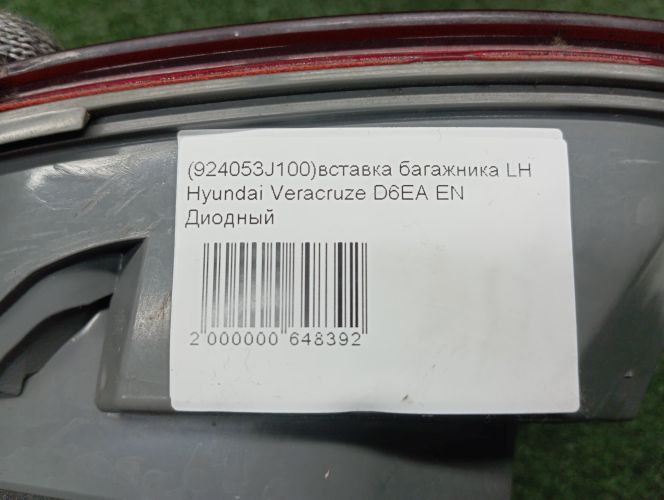 (924053J100)вставка багажника LH
Hyundai Veracruze D6EA EN
Диодный
2 000000 648392